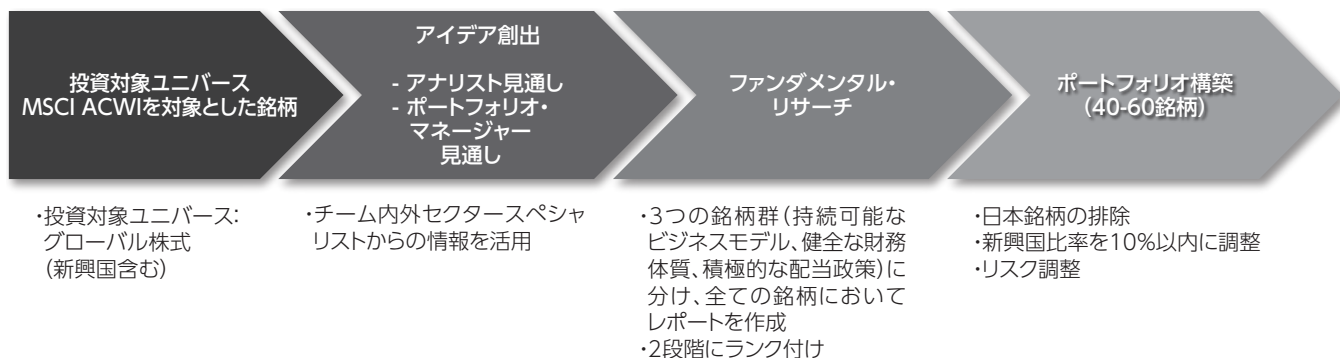 投資対象ユニバース
MSCI ACWIを対象とした銘柄
アイデア創出
- アナリスト見通し
- ポートフォリオ・
マネージャー
見通し
ファンダメンタル・
リサーチ
ポートフォリオ構築
(40-60銘柄)
・投資対象ユニバース：
グローバル株式
(新興国含む)
・チーム内外セクタースペシャ
リストからの情報を活用
・3つの銘柄群(持続可能な
ビジネスモデル、健全な財務
体質、積極的な配当政策)に
分け、全ての銘柄において
レポートを作成
・2段階にランク付け
・日本銘柄の排除
・新興国比率を10%以内に調整
・リスク調整